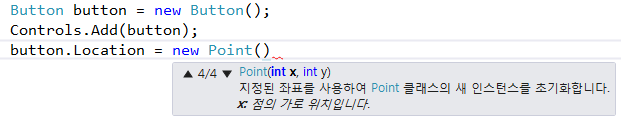 Button button = new Button();
Controls.Add(button);
button.Location = new Point()
▲ 4/4 ▼ Point(int x, int y)
지정된 좌표를 사용하여 Point 클래스의 새 인스턴스를 초기화합니다.
x: 점의 가로 위치입니다.